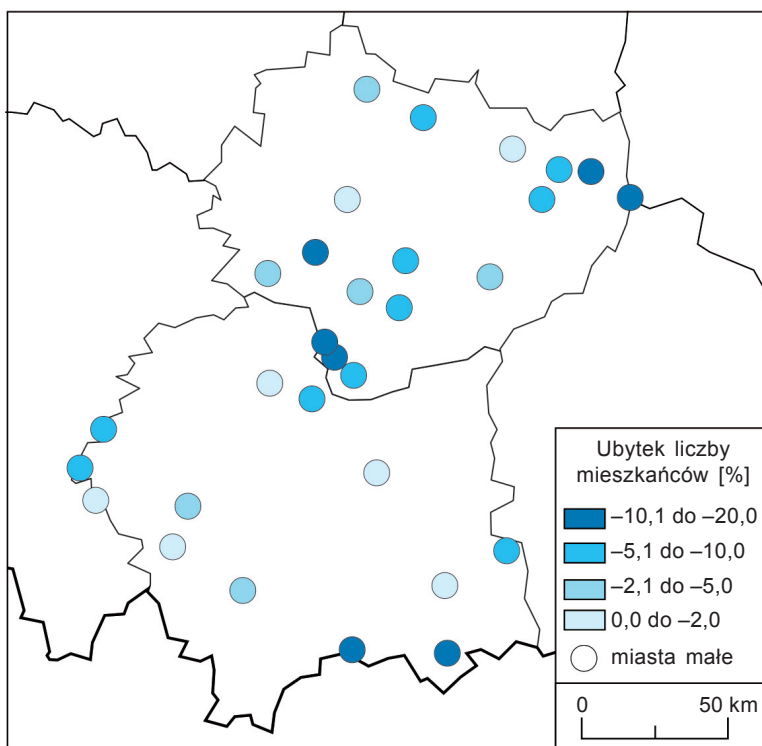 Ubytek liczby
mieszkańców [%]
–10,1 do –20,0
–5,1 do –10,0
–2,1 do –5,0
0,0 do –2,0
miasta małe
0 50 km